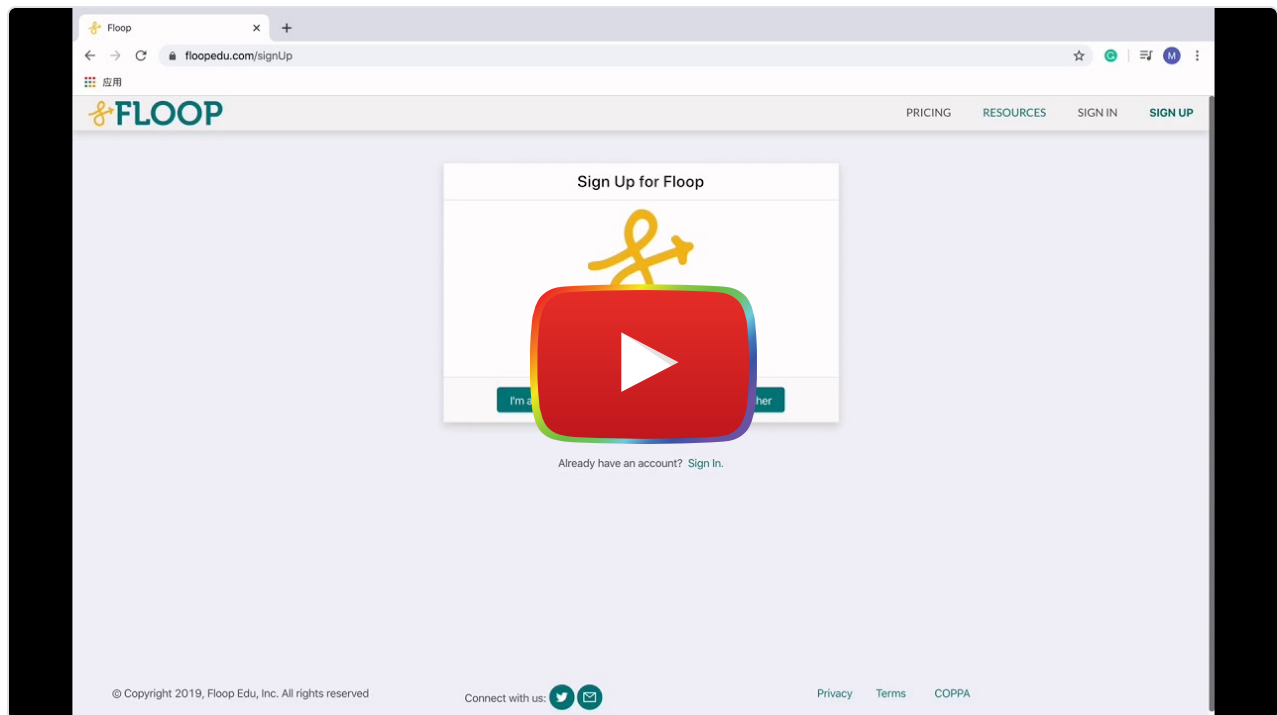 Floop
floopedu.com/signUp
M
应用
FLOOP
PRICING RESOURCES SIGN IN SIGN UP
Sign Up for Floop
I'm a
Already have an account? Sign In.
© Copyright 2019, Floop Edu, Inc. All rights reserved
Connect with us:
Privacy Terms COPPA